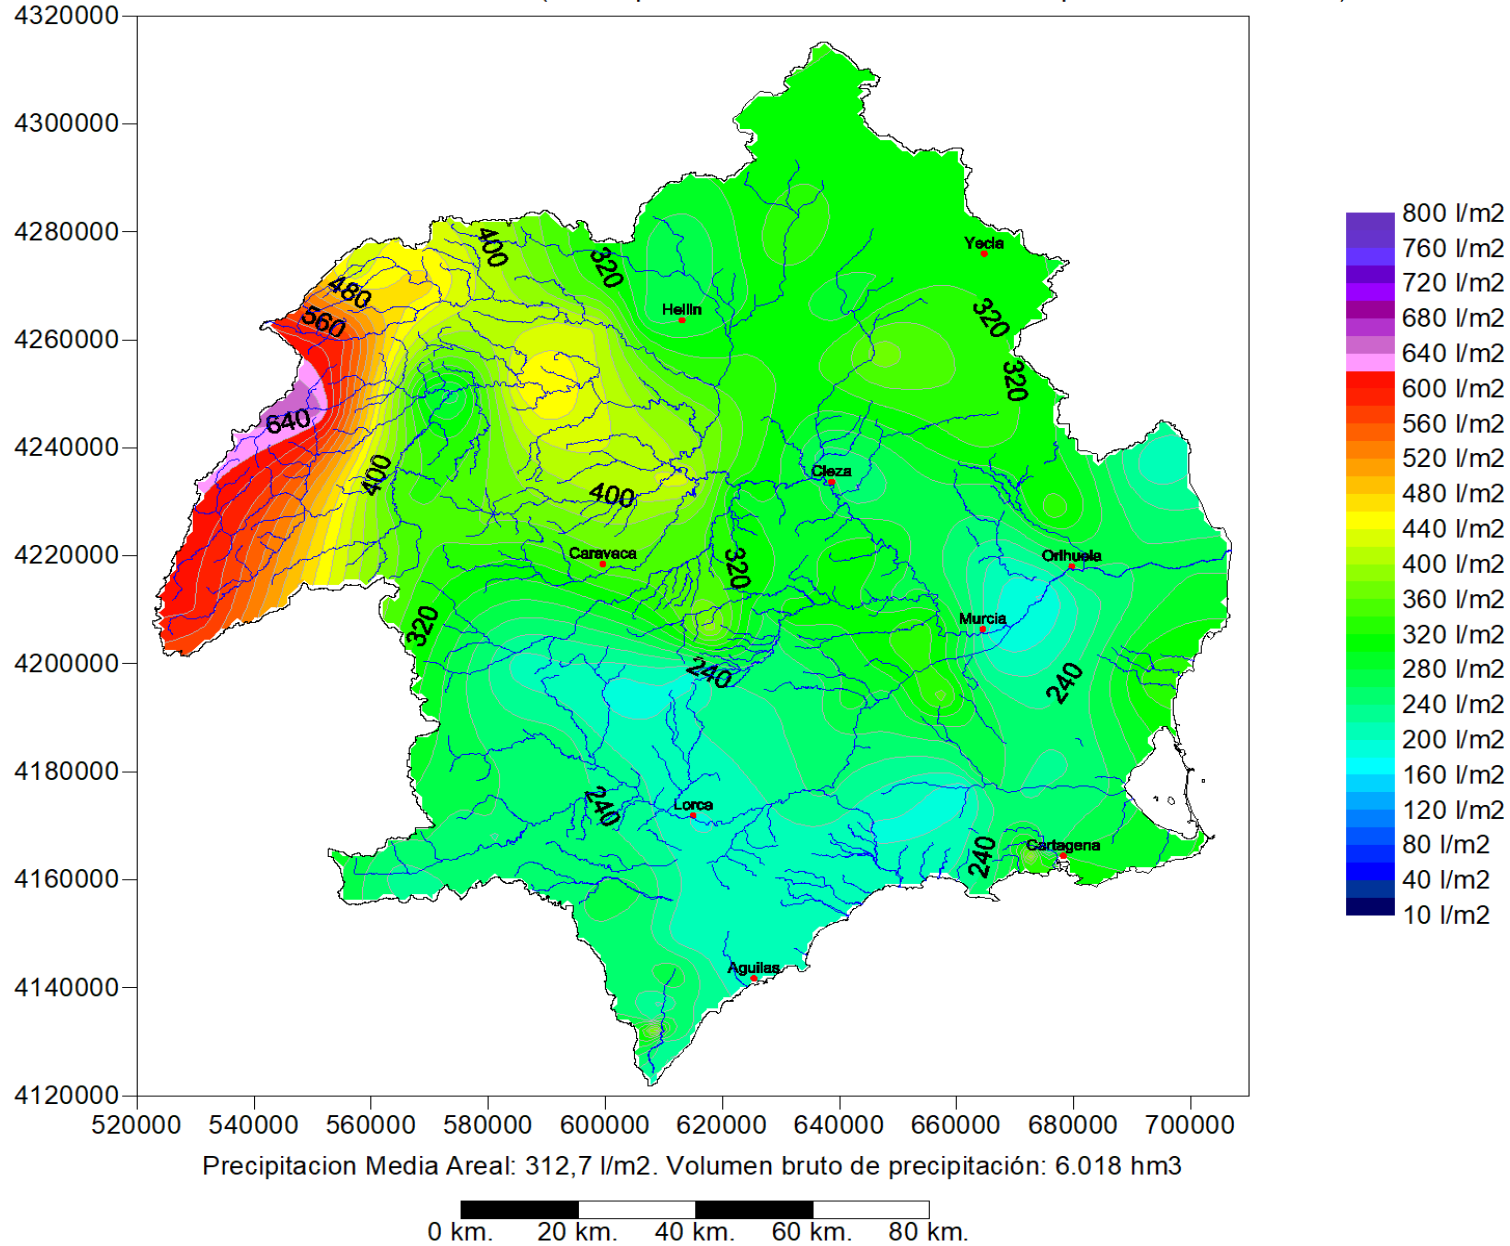 4320000
4300000
4280000
4260000
4240000
4220000
4200000
4180000
4160000
4140000
4120000
520000 540000 560000 580000 600000 620000 640000 660000 680000 700000
400
320
480
560
640
400
400
320
320
320
320
240
240
240
240
Yecla
Hellin
Cieza
Caravaca
Orihuela
Murcia
Lorca
Cartagena
Aguilas
800 l/m2
760 l/m2
720 l/m2
680 l/m2
640 l/m2
600 l/m2
560 l/m2
520 l/m2
480 l/m2
440 l/m2
400 l/m2
360 l/m2
320 l/m2
280 l/m2
240 l/m2
200 l/m2
160 l/m2
120 l/m2
80 l/m2
40 l/m2
10 l/m2
Precipitacion Media Areal: 312,7 l/m2. Volumen bruto de precipitación: 6.018 hm3
0 km. 20 km. 40 km. 60 km. 80 km.